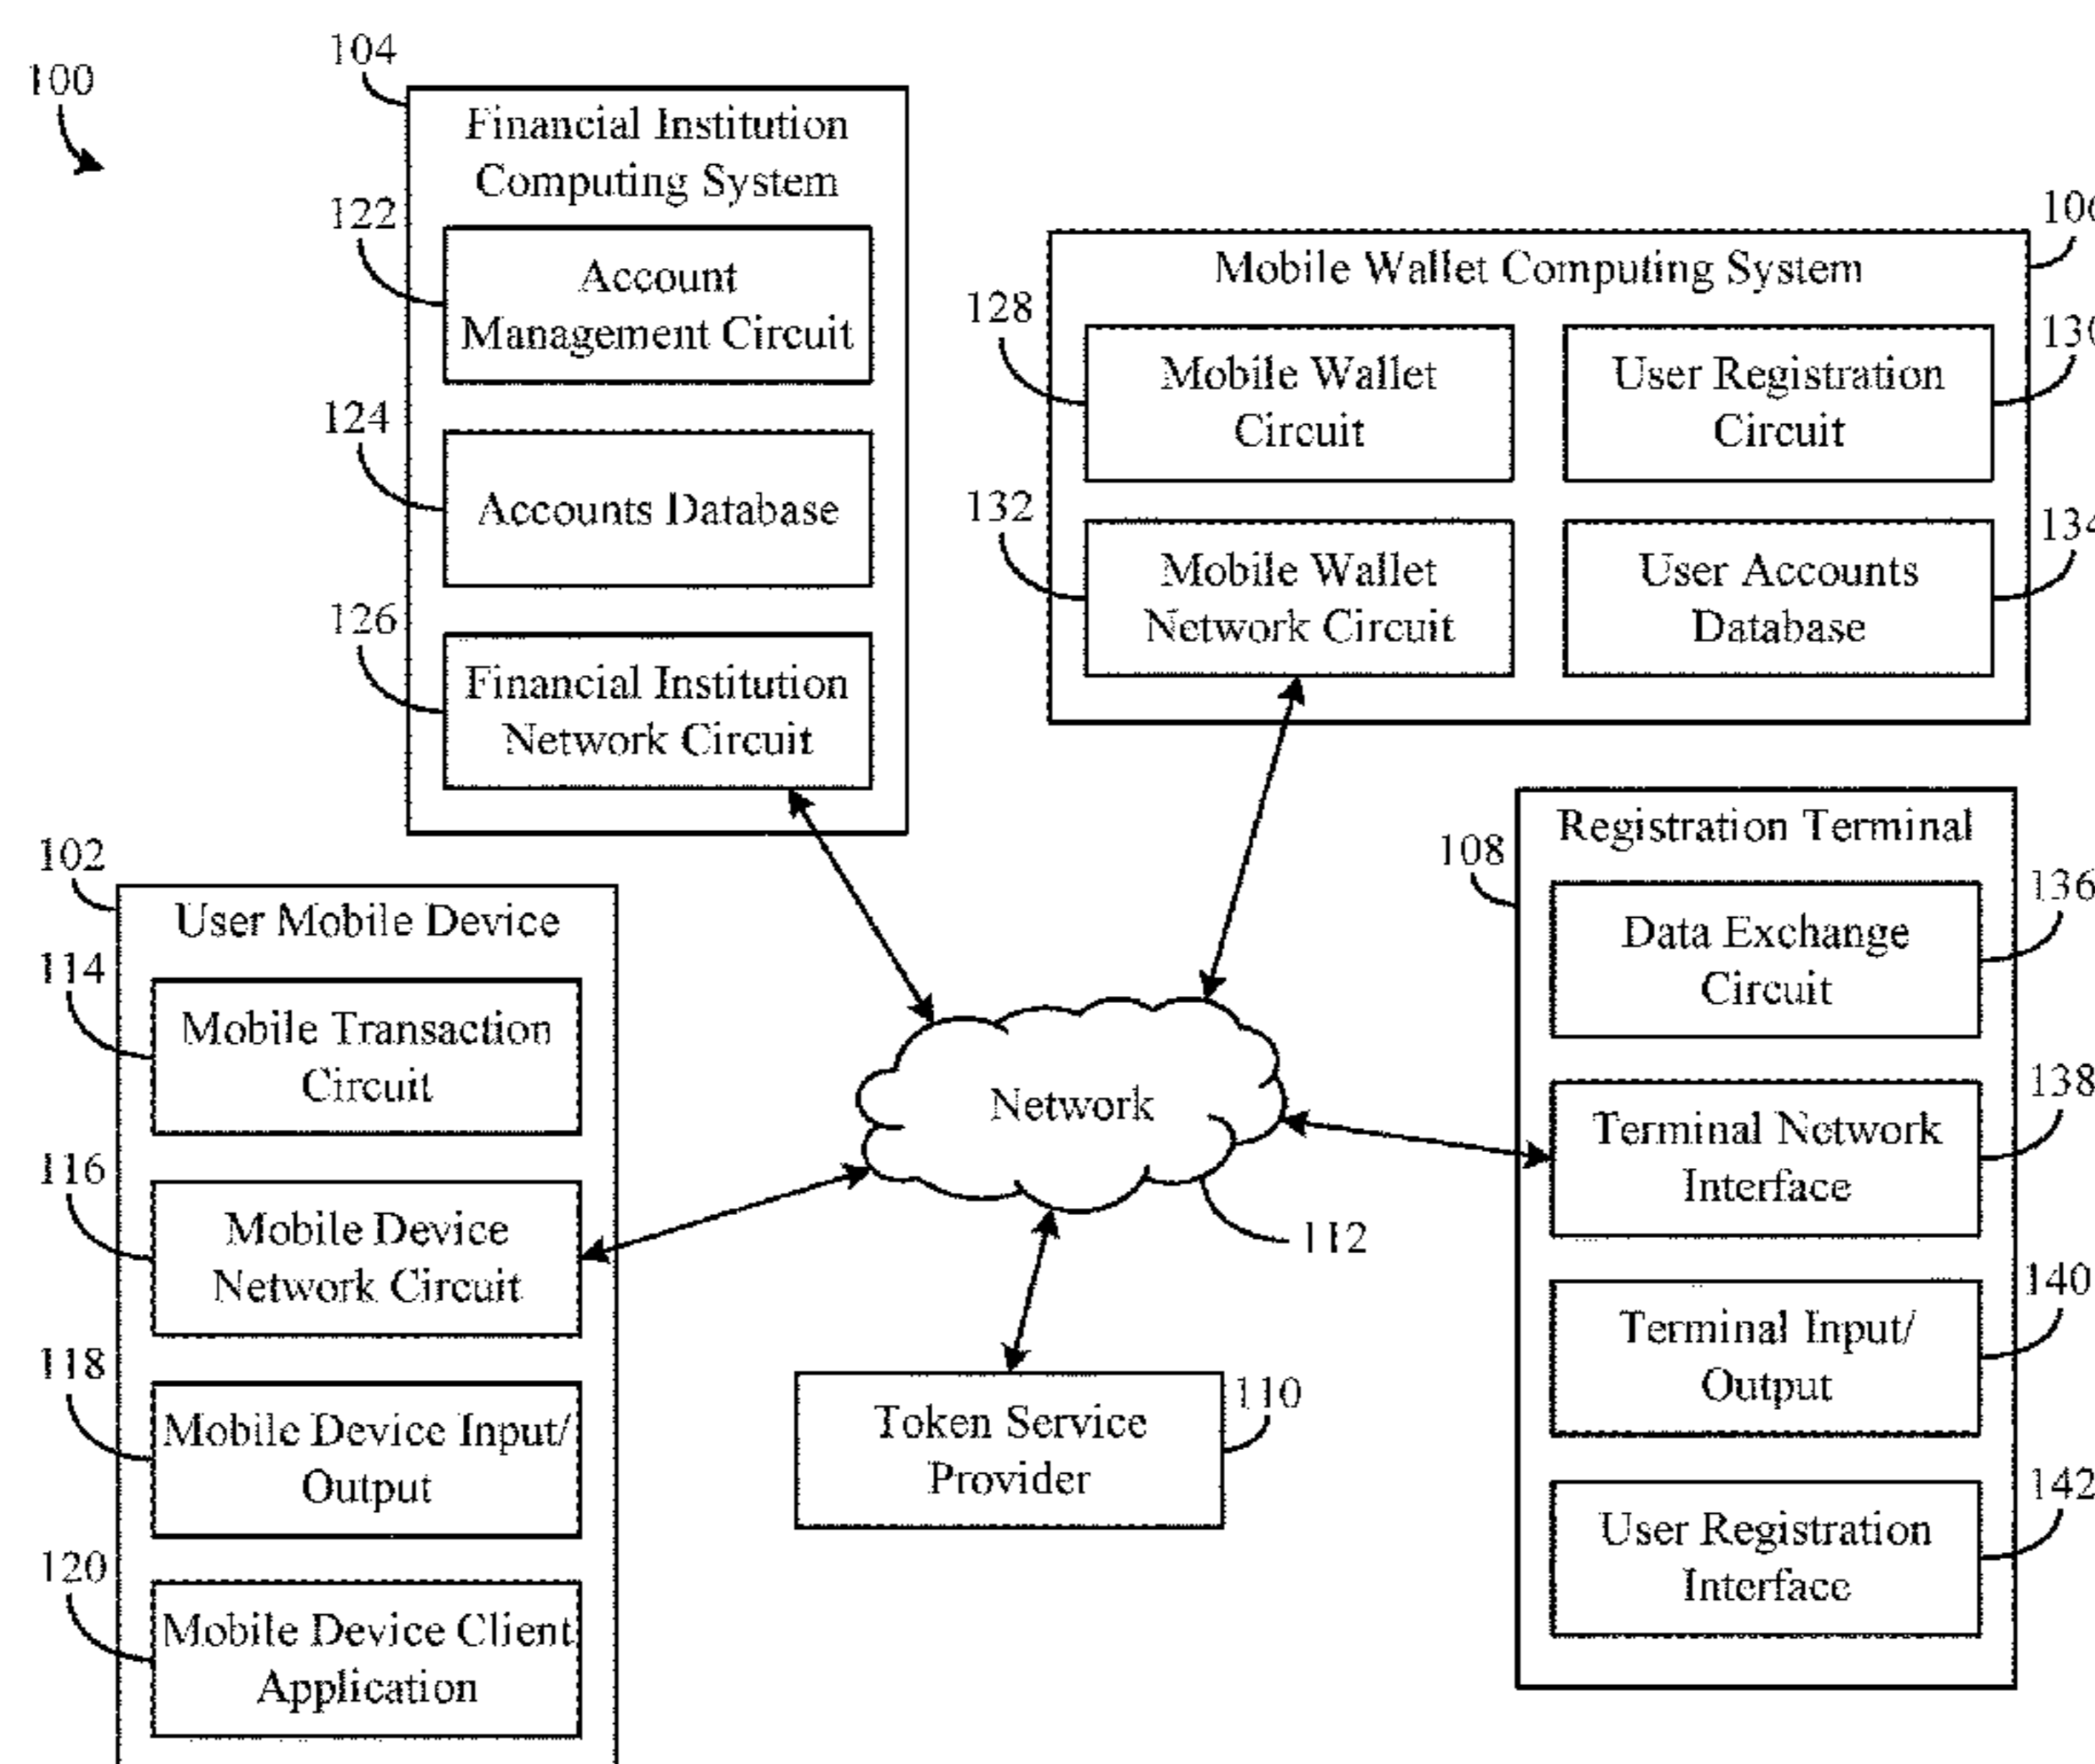 100
104
Financial Institution
Computing System
122
Account
Management Circuit
124
Accounts Database
126
Financial Institution
Network Circuit
106
Mobile Wallet Computing System
128
Mobile Wallet
Circuit
130
User Registration
Circuit
132
Mobile Wallet
Network Circuit
134
User Accounts
Database
102
User Mobile Device
114
Mobile Transaction
Circuit
116
Mobile Device
Network Circuit
118
Mobile Device Input/
Output
120
Mobile Device Client
Application
Network
112
Token Service
Provider
110
Registration Terminal
108
Data Exchange
Circuit
136
Terminal Network
Interface
138
Terminal Input/
Output
140
User Registration
Interface
142